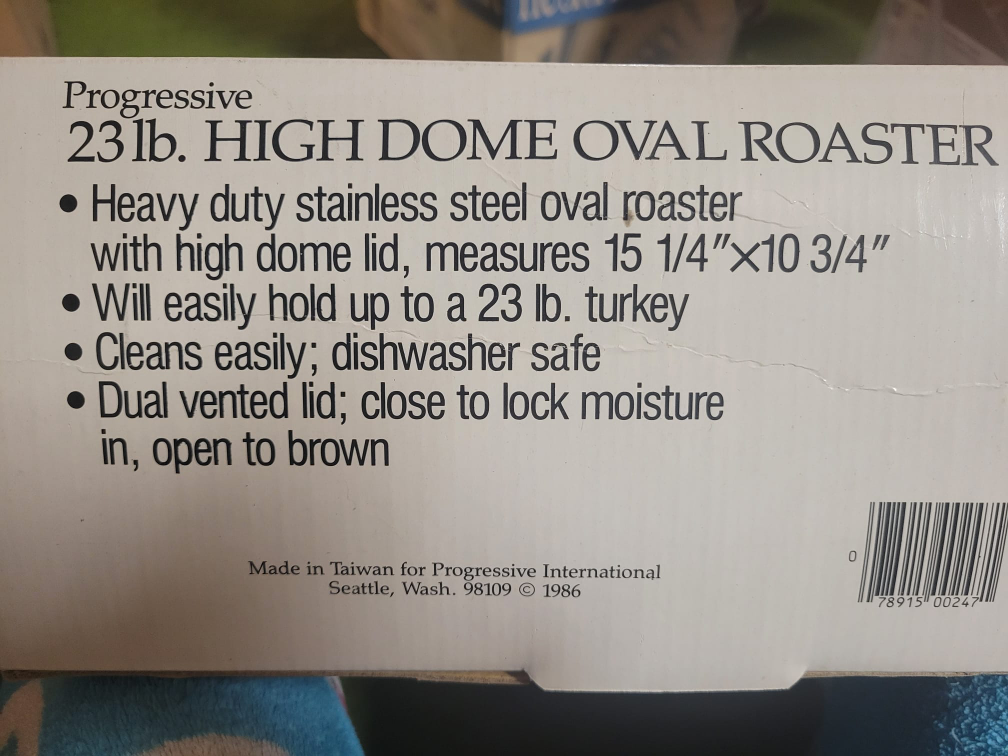 Progressive
23 lb. HIGH DOME OVAL ROASTER
• Heavy duty stainless steel oval roaster
with high dome lid, measures 15 1/4"×10 3/4"
• Will easily hold up to a 23 lb. turkey
• Cleans easily; dishwasher safe
• Dual vented lid; close to lock moisture
in, open to brown
Made in Taiwan for Progressive International
Seattle, Wash. 98109 © 1986
0 78915 00247